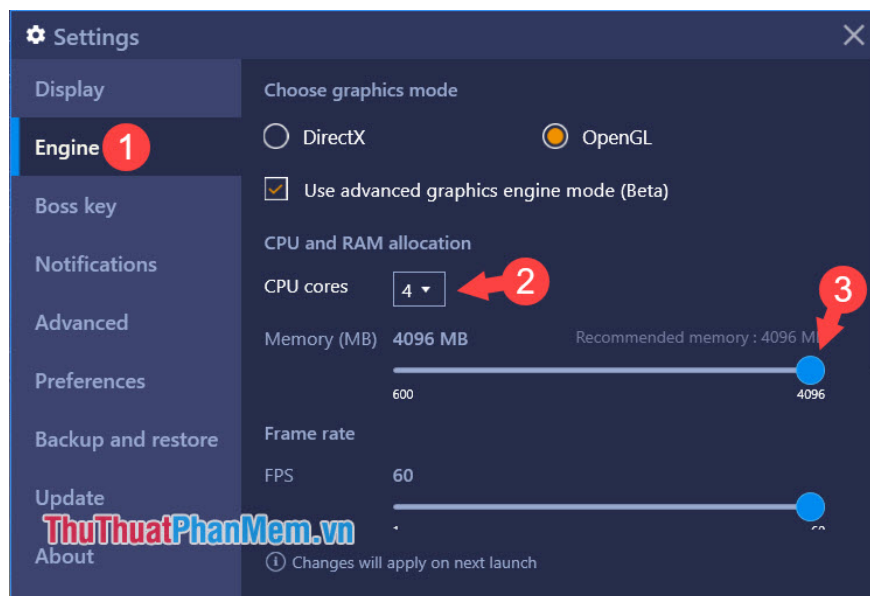 Settings
Display
Engine 1
Boss key
Notifications
Advanced
Preferences
Backup and restore
Update
About
Choose graphics mode
DirectX
OpenGL
Use advanced graphics engine mode (Beta)
CPU and RAM allocation
CPU cores 4 2
3
Memory (MB) 4096 MB Recommended memory : 4096 M
600 4096
Frame rate
FPS 60
1 60
Changes will apply on next launch
ThuThuatPhanMem.vn